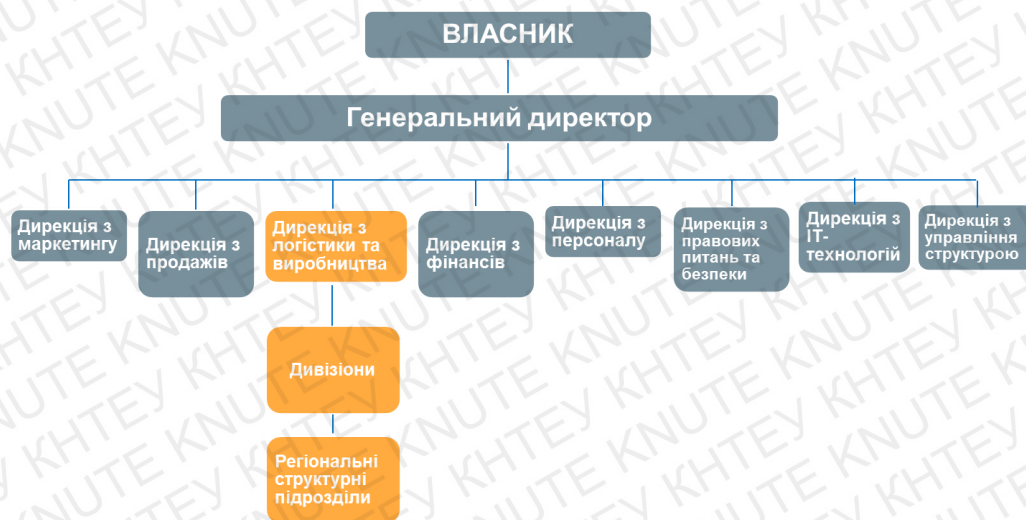 ВЛАСНИК
Генеральний директор
Дирекція з
маркетингу
Дирекція з
продажів
Дирекція з
логістики та
виробництва
Дирекція з
фінансів
Дирекція з
персоналу
Дирекція з
правових
питань та
безпеки
Дирекція з
ІТ-
технологій
Дирекція з
управління
структурою
Дивізіони
Регіональні
структурні
підрозділи